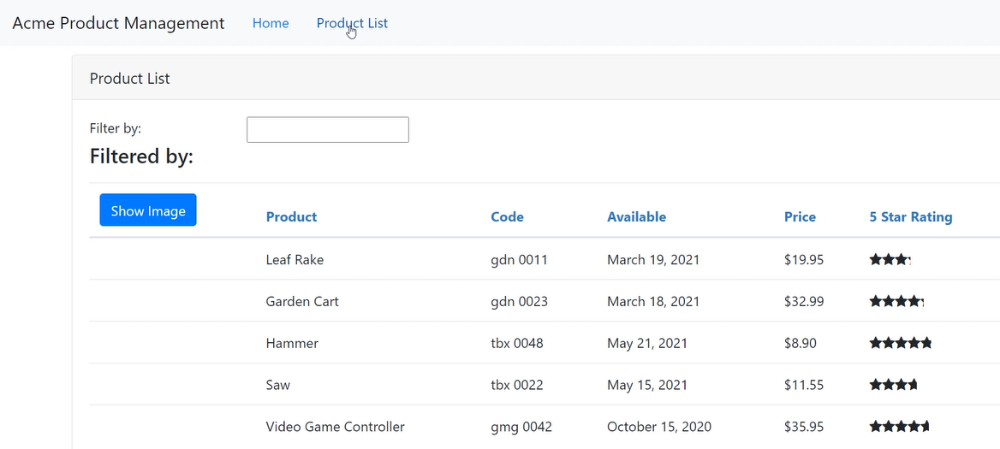 Acme Product Management Home Product List
Product List
Filter by:
Filtered by:
Show Image Product Code Available Price 5 Star Rating
Leaf Rake gdn 0011 March 19, 2021 $19.95
Garden Cart gdn 0023 March 18, 2021 $32.99
Hammer tbx 0048 May 21, 2021 $8.90
Saw tbx 0022 May 15, 2021 $11.55
Video Game Controller gmg 0042 October 15, 2020 $35.95